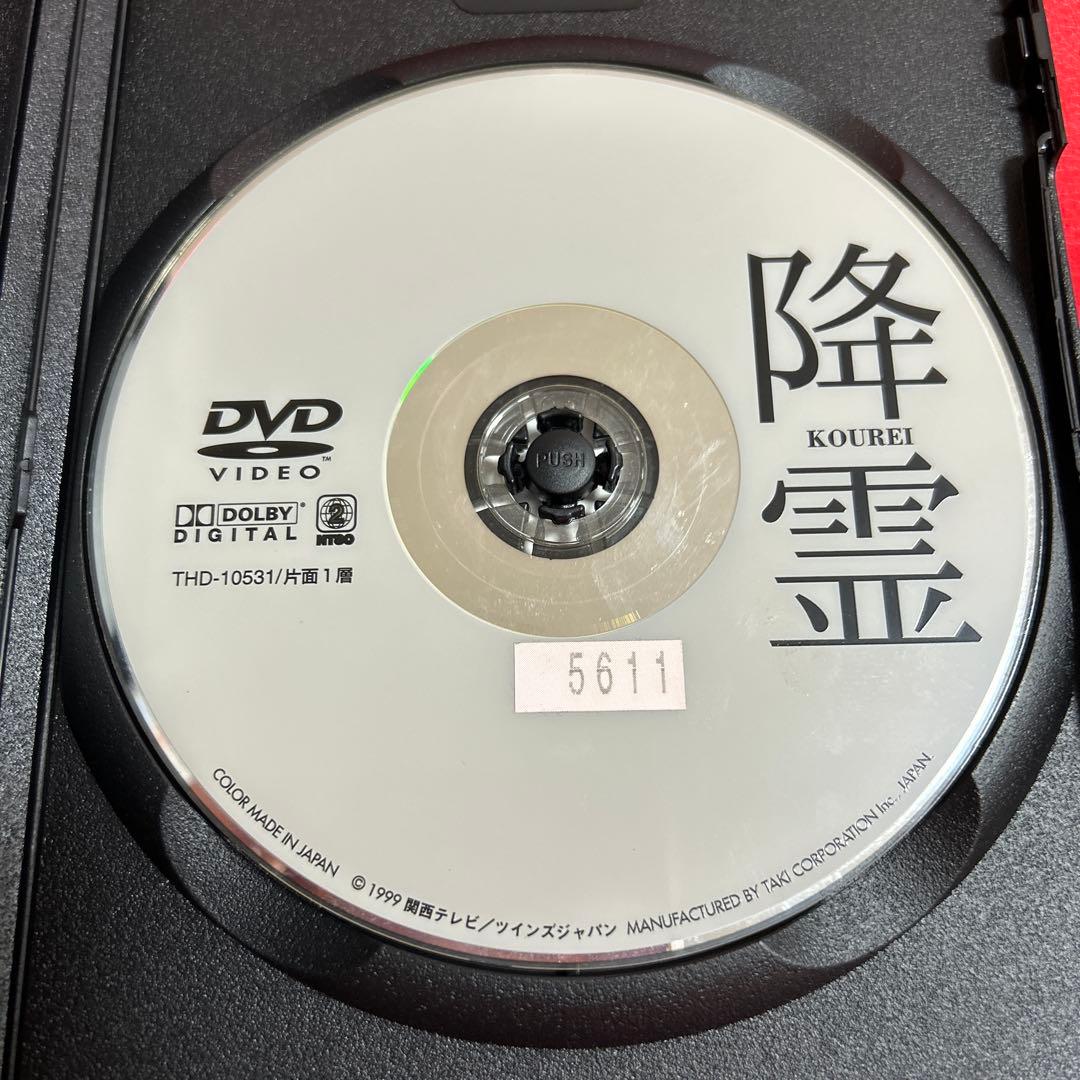 降
KOUREI
霊
DVD
VIDEO
TM
DOLBY
DIGITAL
2
NTSC
THD-10531/片面1層
PUSH
5611
COLOR MADE IN JAPAN
© 1999 関西テレビ/ツインズジャパン
MANUFACTURED BY TAKI CORPORATION Inc., JAPAN